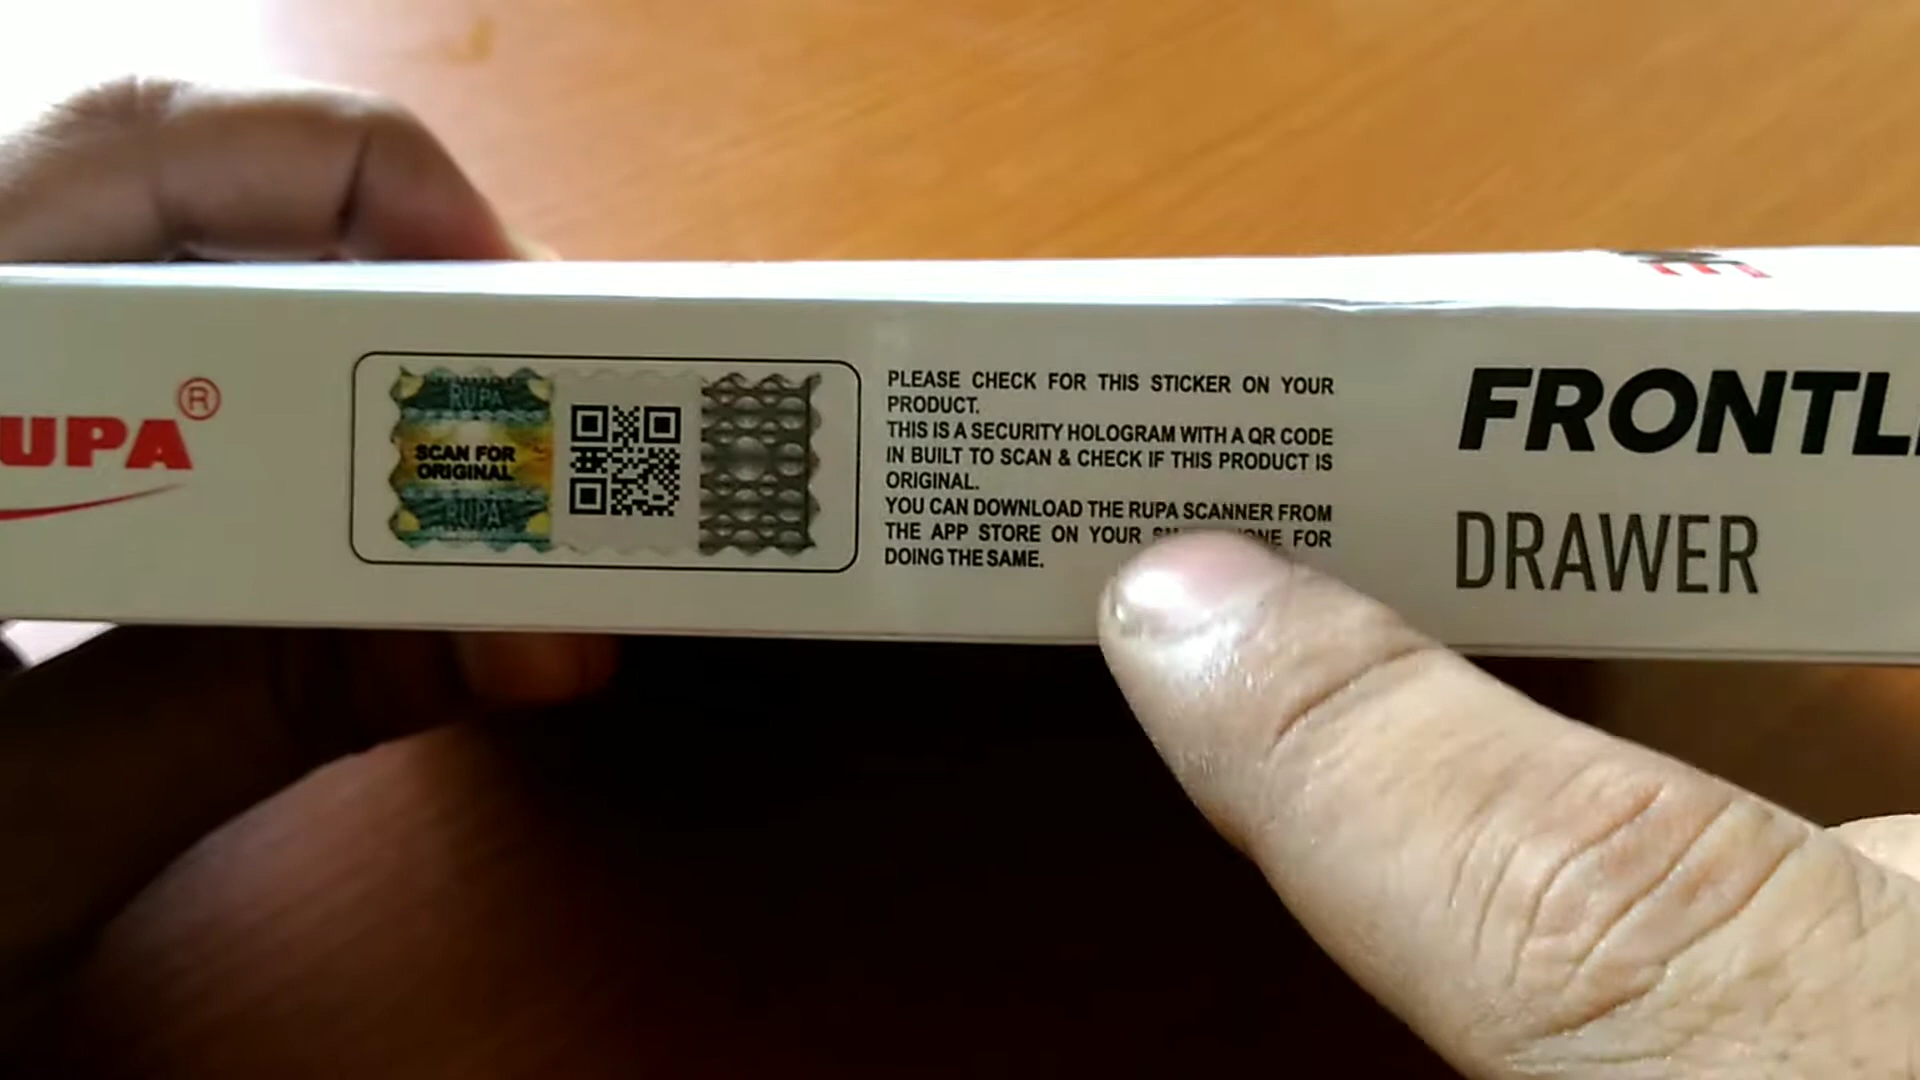 UPA®
RUPA
SCAN FOR
ORIGINAL
RUPA
PLEASE CHECK FOR THIS STICKER ON YOUR
PRODUCT.
THIS IS A SECURITY HOLOGRAM WITH A QR CODE
IN BUILT TO SCAN & CHECK IF THIS PRODUCT IS
ORIGINAL.
YOU CAN DOWNLOAD THE RUPA SCANNER FROM
THE APP STORE ON YOUR FOR
DOING THE SAME.
FRONTL
DRAWER